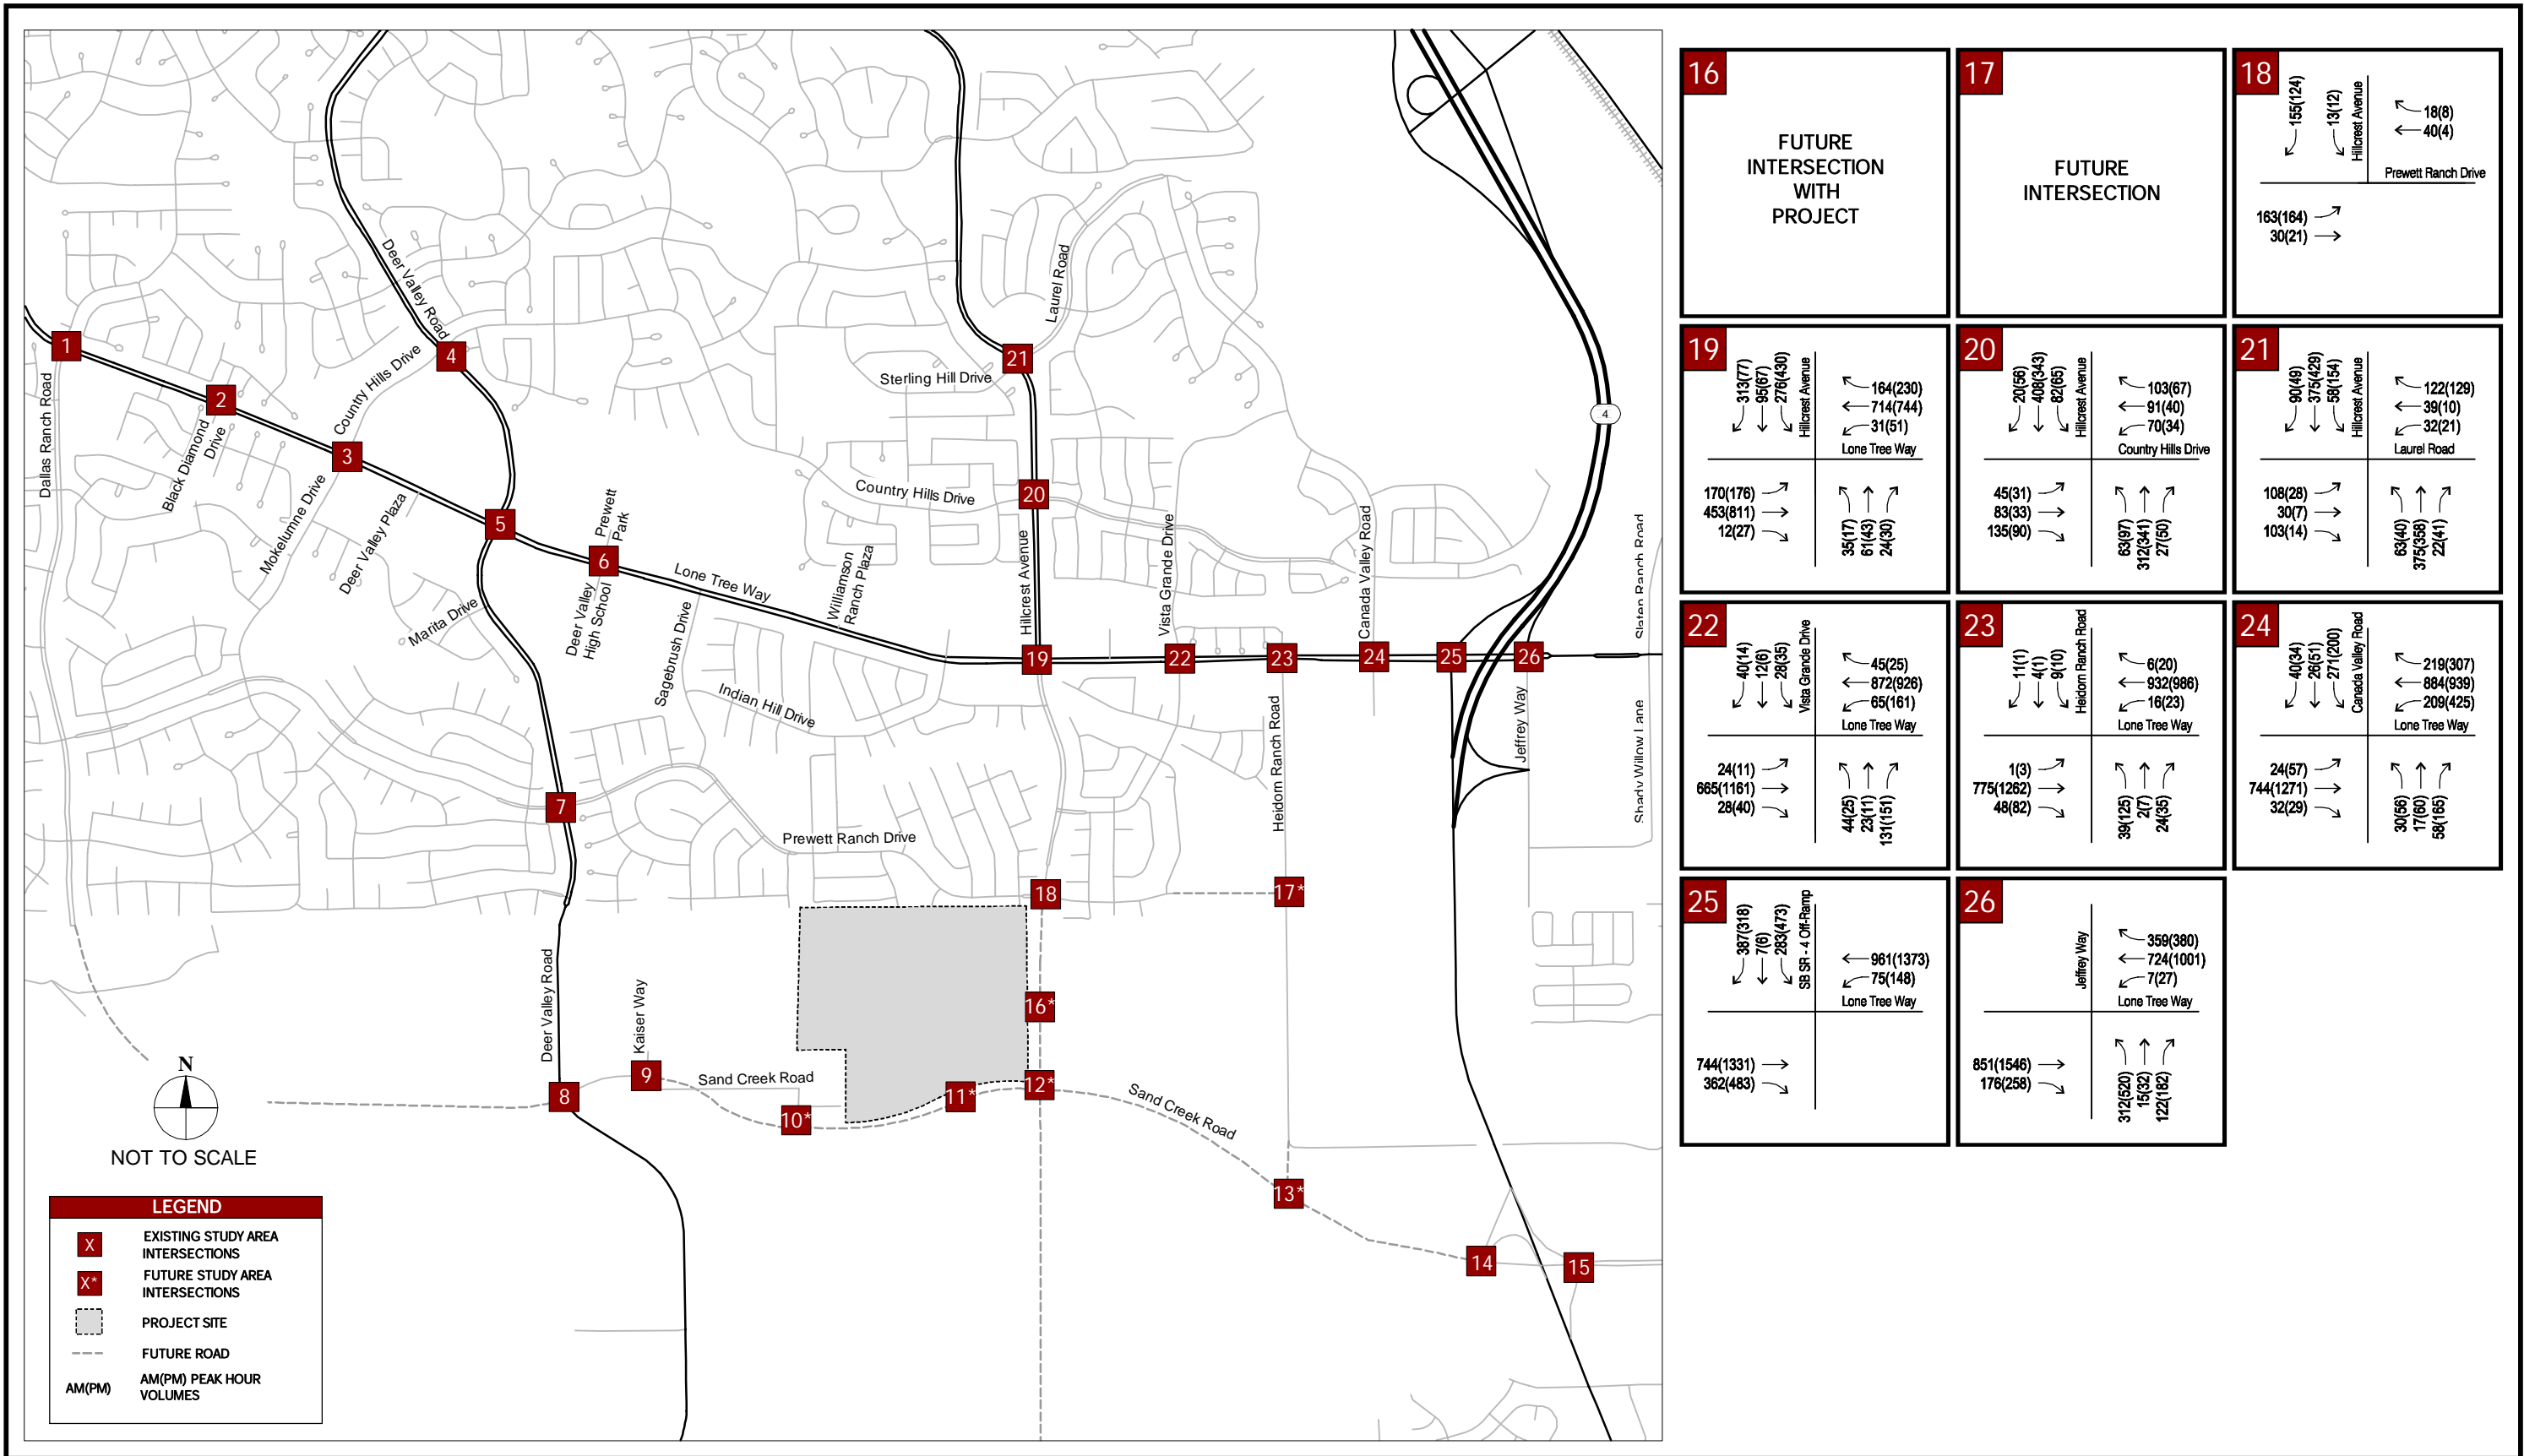 Deer Valley Road
Laurel Road
1
4
21
Sterling Hill Drive
2
Country Hills Drive
4
Dallas Ranch Road
3
Black Diamond
Drive
Country Hills Drive
20
Mokelumne Drive
Deer Valley Plaza
5
Prewett
Park
6
Lone Tree Way
Williamson
Ranch Plaza
Hillcrest Avenue
Vista Grande Drive
Canada Valley Road
Slaten Ranch Road
Deer Valley
High School
Marita Drive
Sagebrush Drive
19
22
23
24
25
26
Indian Hill Drive
Heidorn Ranch Road
Jeffrey Way
Shady Willow Lane
7
Prewett Ranch Drive
18
17*
Deer Valley Road
Kaiser Way
16*
9
Sand Creek Road
8
10*
11*
12*
Sand Creek Road
13*
14
15
N
NOT TO SCALE
LEGEND
X
EXISTING STUDY AREA
INTERSECTIONS
X*
FUTURE STUDY AREA
INTERSECTIONS
PROJECT SITE
FUTURE ROAD
AM(PM)
AM(PM) PEAK HOUR
VOLUMES
16
FUTURE
INTERSECTION
WITH
PROJECT
17
FUTURE
INTERSECTION
18
155(124)
13(12)
Hillcrest Avenue
18(8)
40(4)
Prewett Ranch Drive
163(164)
30(21)
19
313(77)
95(67)
276(430)
Hillcrest Avenue
164(230)
714(744)
31(51)
Lone Tree Way
170(176)
453(811)
12(27)
35(17)
61(43)
24(30)
20
20(56)
408(343)
82(65)
Hillcrest Avenue
103(67)
91(40)
70(34)
Country Hills Drive
45(31)
83(33)
135(90)
63(97)
312(341)
27(50)
21
90(49)
375(429)
58(154)
Hillcrest Avenue
122(129)
39(10)
32(21)
Laurel Road
108(28)
30(7)
103(14)
63(40)
375(358)
22(41)
22
40(14)
12(6)
28(35)
Vista Grande Drive
45(25)
872(926)
65(161)
Lone Tree Way
24(11)
665(1161)
28(40)
44(25)
23(11)
131(151)
23
11(1)
4(1)
9(10)
Heidorn Ranch Road
6(20)
932(986)
16(23)
Lone Tree Way
1(3)
775(1262)
48(82)
39(125)
2(7)
24(35)
24
40(34)
26(51)
271(200)
Canada Valley Road
219(307)
884(939)
209(425)
Lone Tree Way
24(57)
744(1271)
32(29)
30(56)
17(60)
58(165)
25
387(318)
7(6)
283(473)
SB SR - 4 Off-Ramp
961(1373)
75(148)
Lone Tree Way
744(1331)
362(483)
26
Jeffrey Way
359(380)
724(1001)
7(27)
Lone Tree Way
851(1546)
176(258)
312(520)
15(32)
122(182)